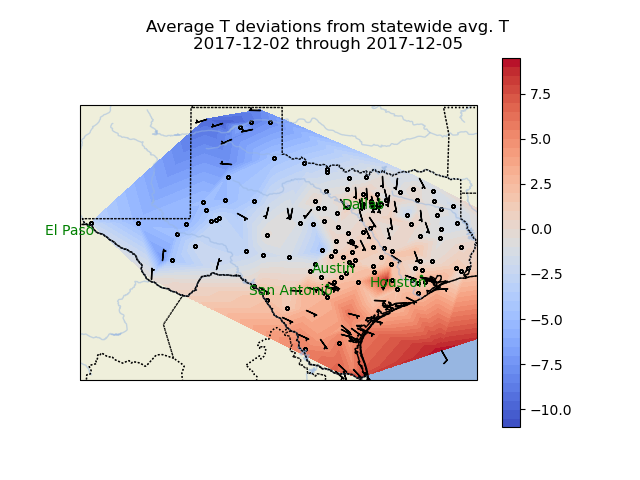 Average T deviations from statewide avg. T
2017-12-02 through 2017-12-05
7.5
5.0
2.5
0.0
−2.5
−5.0
−7.5
−10.0
Dallas
El Paso
Austin
San Antonio
Houston